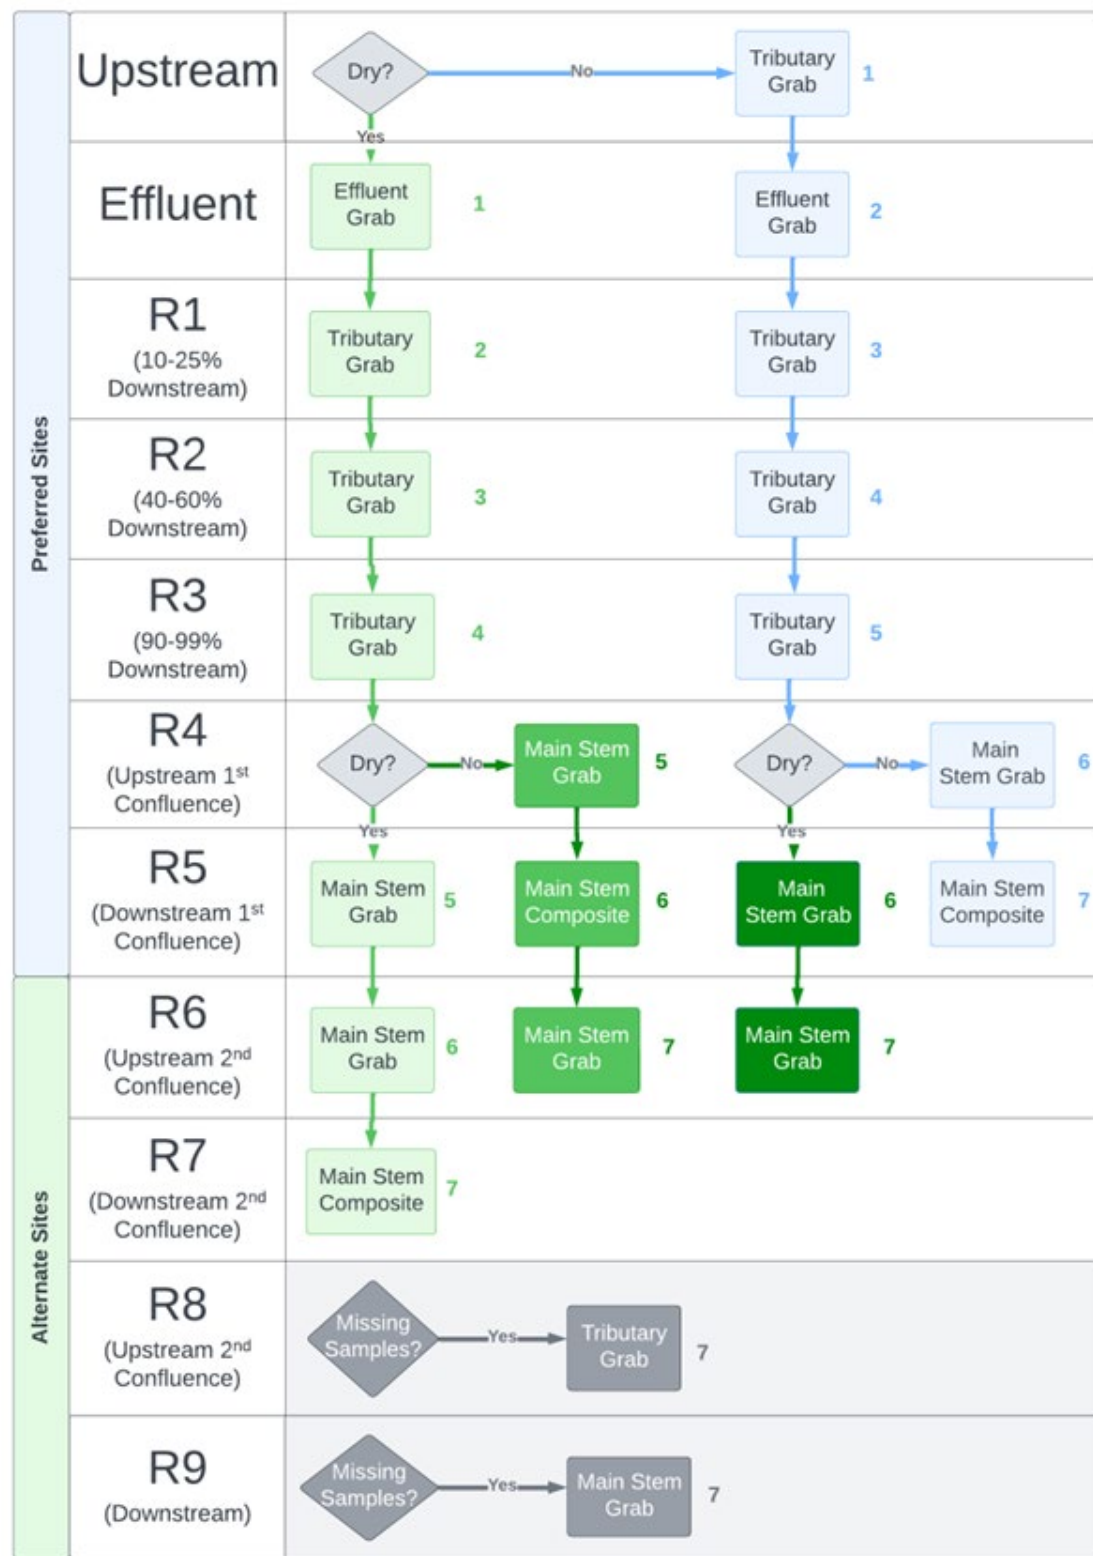 Upstream
Dry?
No
Tributary
Grab
1
Yes
Effluent
Effluent
Grab
1
Effluent
Grab
2
R1
(10-25%
Downstream)
Tributary
Grab
2
Tributary
Grab
3
R2
(40-60%
Downstream)
Tributary
Grab
3
Tributary
Grab
4
R3
(90-99%
Downstream)
Tributary
Grab
4
Tributary
Grab
5
Preferred Sites
R4
(Upstream 1st
Confluence)
Dry?
No
Main Stem
Grab
5
Dry?
No
Main
Stem Grab
6
Yes
Yes
R5
(Downstream 1st
Confluence)
Main Stem
Grab
5
Main Stem
Composite
6
Main
Stem Grab
6
Main Stem
Composite
7
R6
(Upstream 2nd
Confluence)
Main Stem
Grab
6
Main Stem
Grab
7
Main Stem
Grab
7
R7
(Downstream 2nd
Confluence)
Main Stem
Composite
7
Alternate Sites
R8
(Upstream 2nd
Confluence)
Missing
Samples?
Yes
Tributary
Grab
7
R9
(Downstream)
Missing
Samples?
Yes
Main Stem
Grab
7